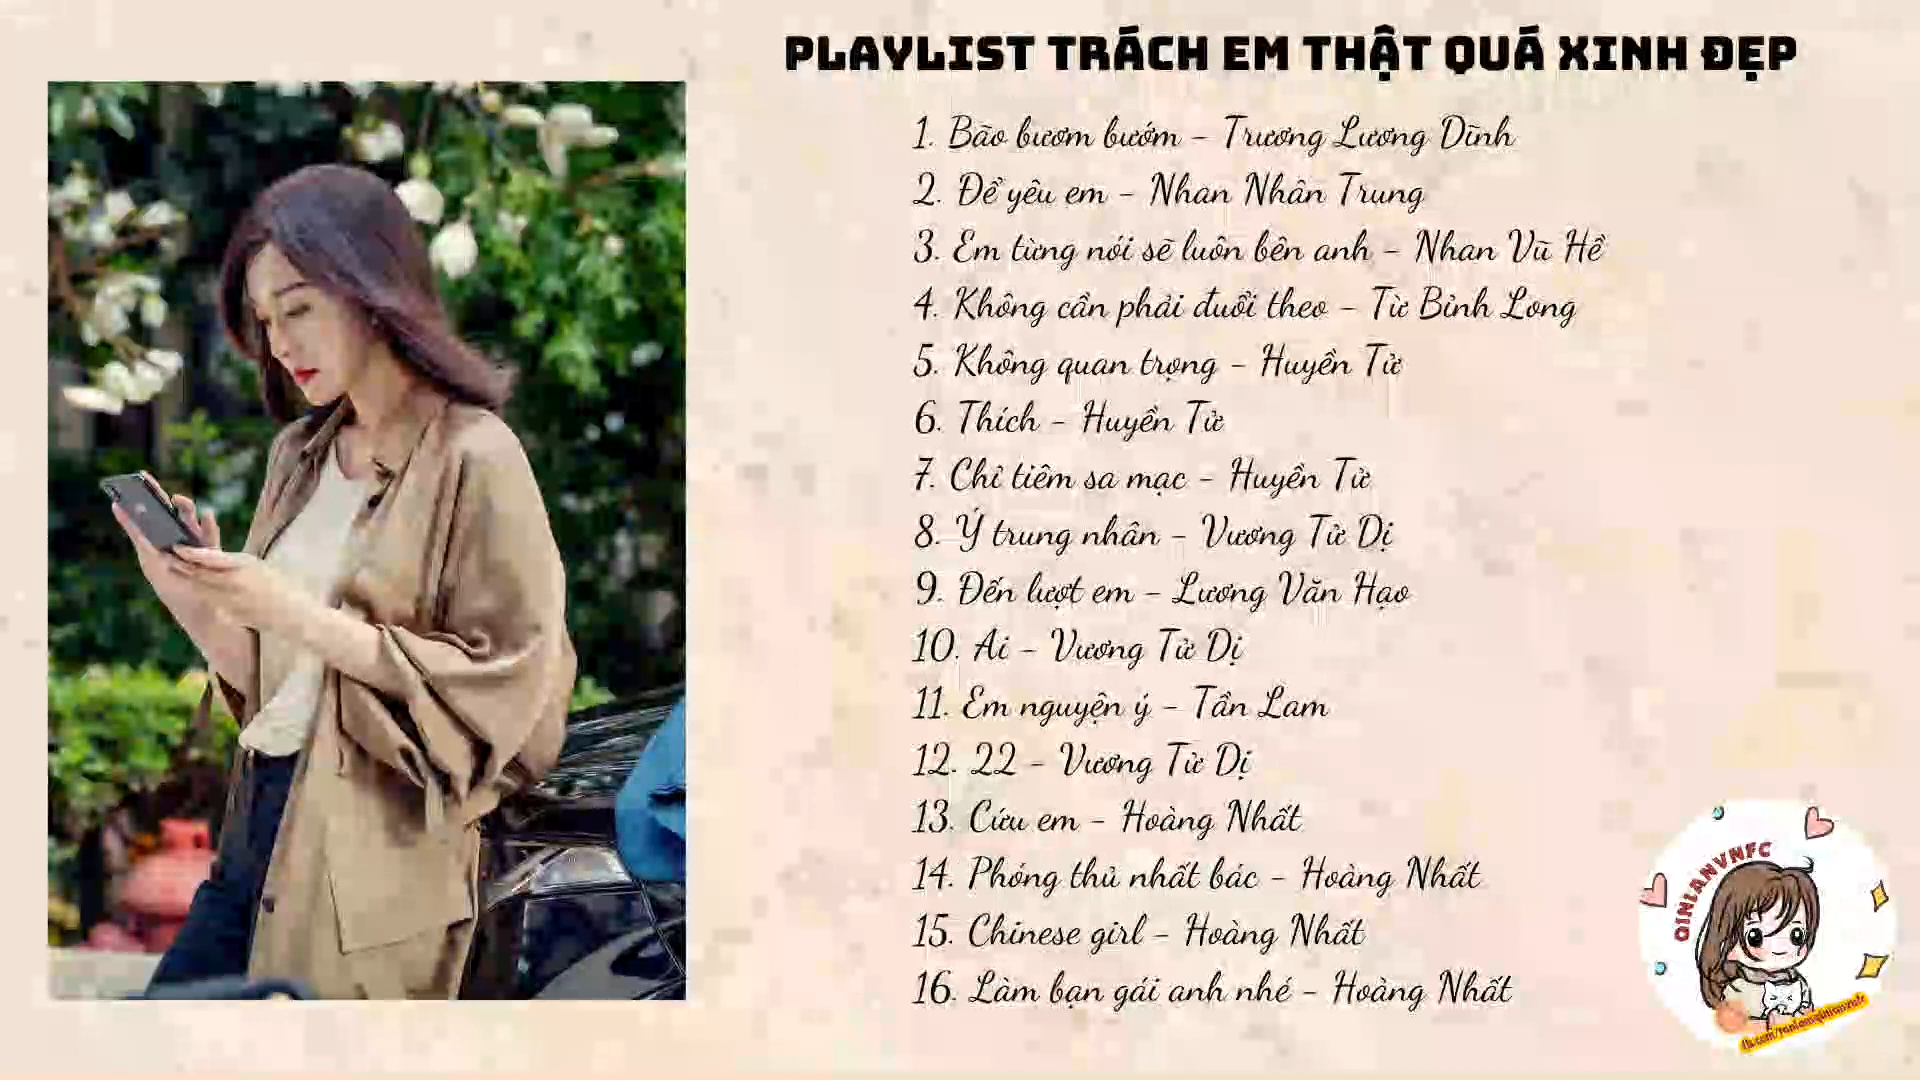 PLAYLIST TRÁCH EM THẬT QUÁ XINH ĐẸP
1. Bão bươm bướm - Trương Lương Dĩnh
2. Để yêu em - Nhan Nhân Trung
3. Em từng nói sẽ luôn bên anh - Nhan Vũ Hề
4. Không cần phải đuổi theo - Từ Bỉnh Long
5. Không quan trọng - Huyền Tử
6. Thích - Huyền Tử
7. Chỉ tiêm sa mạc - Huyền Tử
8. Ý trung nhân - Vương Tử Dị
9. Đến lượt em - Lương Văn Hạo
10. Ai - Vương Tử Dị
11. Em nguyện ý - Tần Lam
12. 22 - Vương Tử Dị
13. Cứu em - Hoàng Nhất
14. Phóng thủ nhất bác - Hoàng Nhất
15. Chinese girl - Hoàng Nhất
16. Làm bạn gái anh nhé - Hoàng Nhất
QINLANVNFC